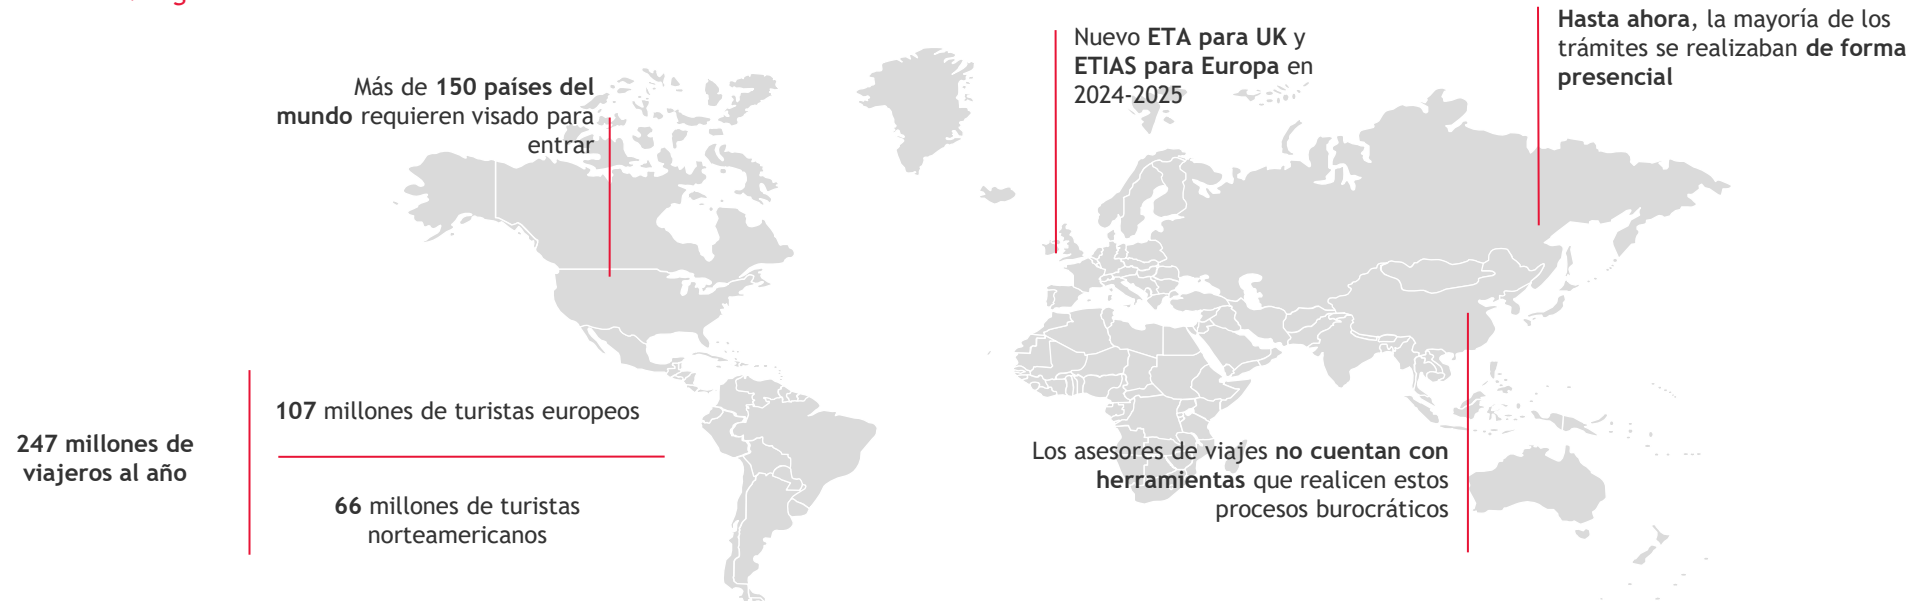 Más de 150 países del
mundo requieren visado para
entrar
Nuevo ETA para UK y
ETIAS para Europa en
2024-2025
Hasta ahora, la mayoría de los
trámites se realizaban de forma
presencial
247 millones de
viajeros al año
107 millones de turistas europeos
66 millones de turistas
norteamericanos
Los asesores de viajes no cuentan con
herramientas que realicen estos
procesos burocráticos